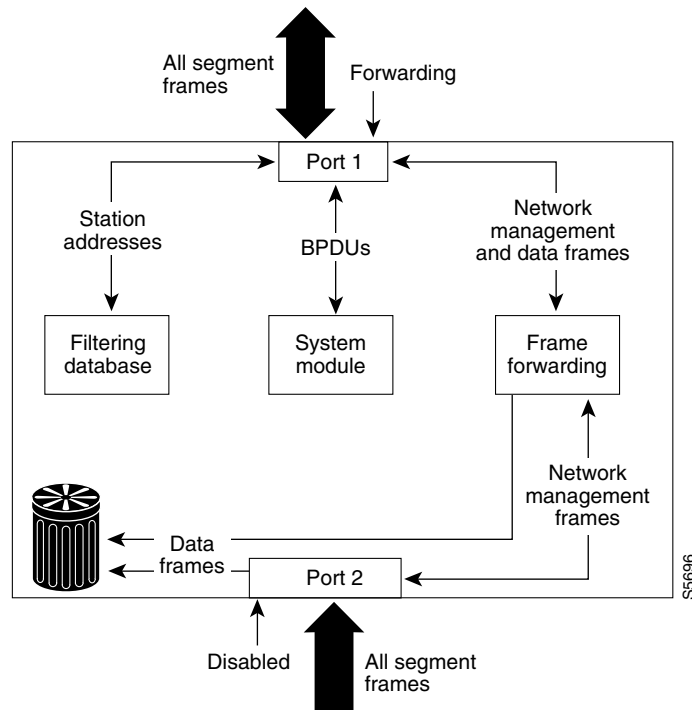 All segment
frames
Forwarding
Port 1
Station
addresses
BPDUs
Network
management
and data frames
Filtering
database
System
module
Frame
forwarding
Network
management
frames
Data
frames
Port 2
Disabled
All segment
frames
S5696